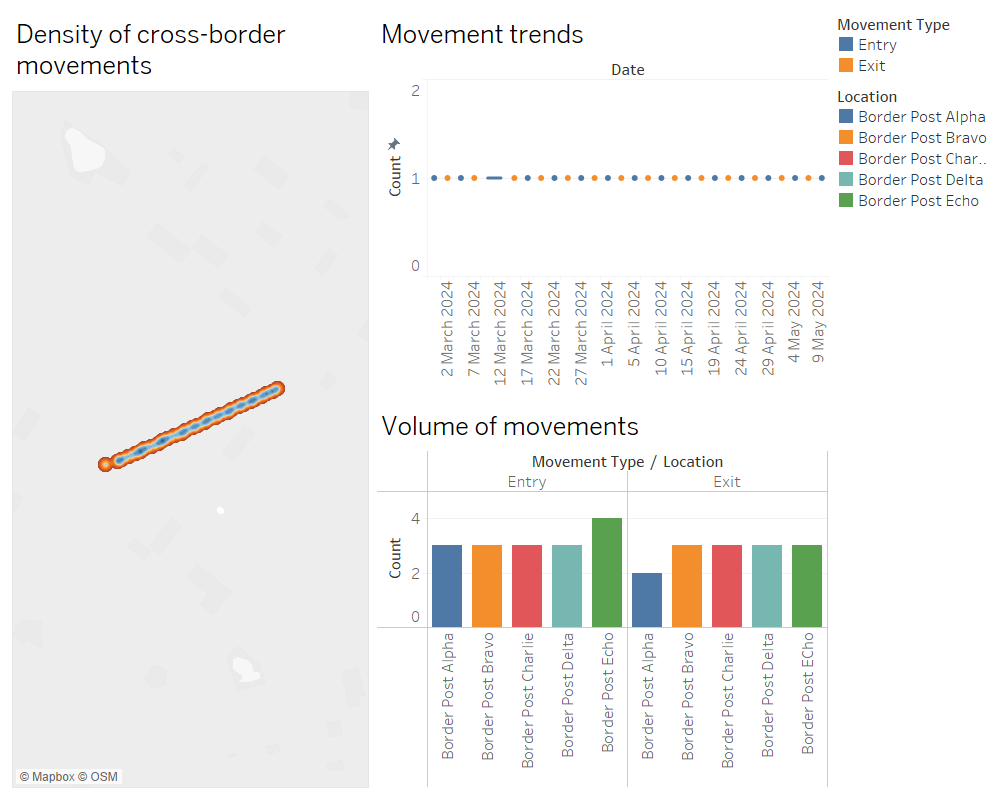 Density of cross-border
movements
© Mapbox © OSM
Movement trends
Date
Count
2
1
0
2 March 2024
7 March 2024
12 March 2024
17 March 2024
22 March 2024
27 March 2024
1 April 2024
5 April 2024
10 April 2024
15 April 2024
19 April 2024
24 April 2024
29 April 2024
4 May 2024
9 May 2024
Volume of movements
Movement Type / Location
Entry
Exit
Count
4
2
0
Border Post Alpha
Border Post Bravo
Border Post Charlie
Border Post Delta
Border Post Echo
Border Post Alpha
Border Post Bravo
Border Post Charlie
Border Post Delta
Border Post ECho
Movement Type
Entry
Exit
Location
Border Post Alpha
Border Post Bravo
Border Post Char..
Border Post Delta
Border Post Echo